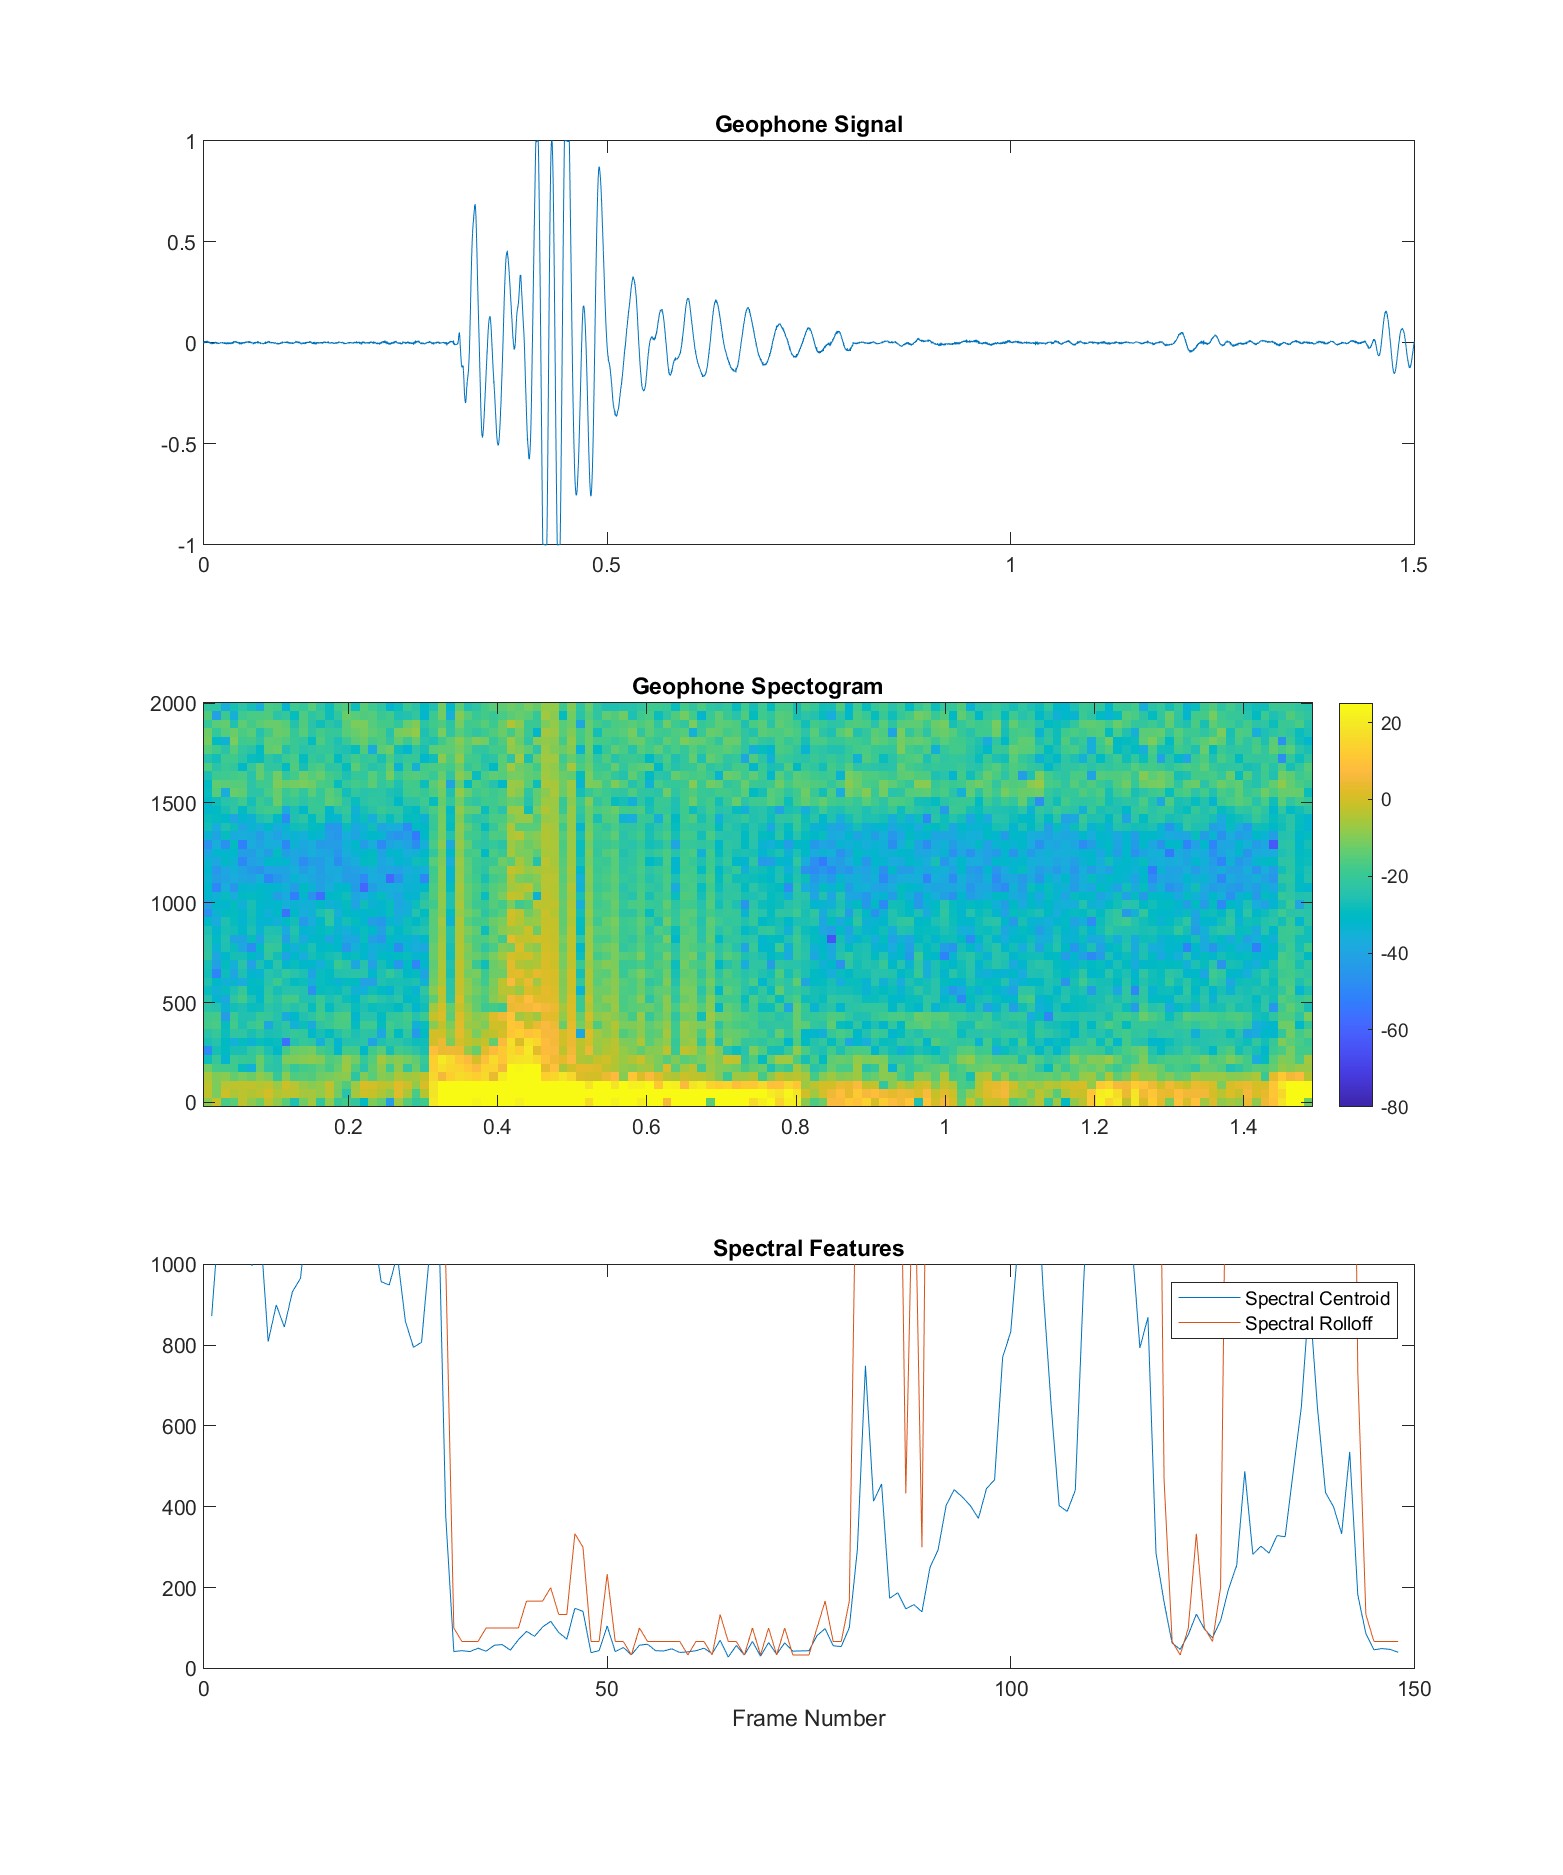 Geophone Signal
1
0.5
0
-0.5
-1
0 0.5 1 1.5
Geophone Spectogram
2000
1500
1000
500
0
0.2 0.4 0.6 0.8 1 1.2 1.4
20
0
-20
-40
-60
-80
Spectral Features
1000
800
600
400
200
0
Spectral Centroid
Spectral Rolloff
0 50 100 150
Frame Number